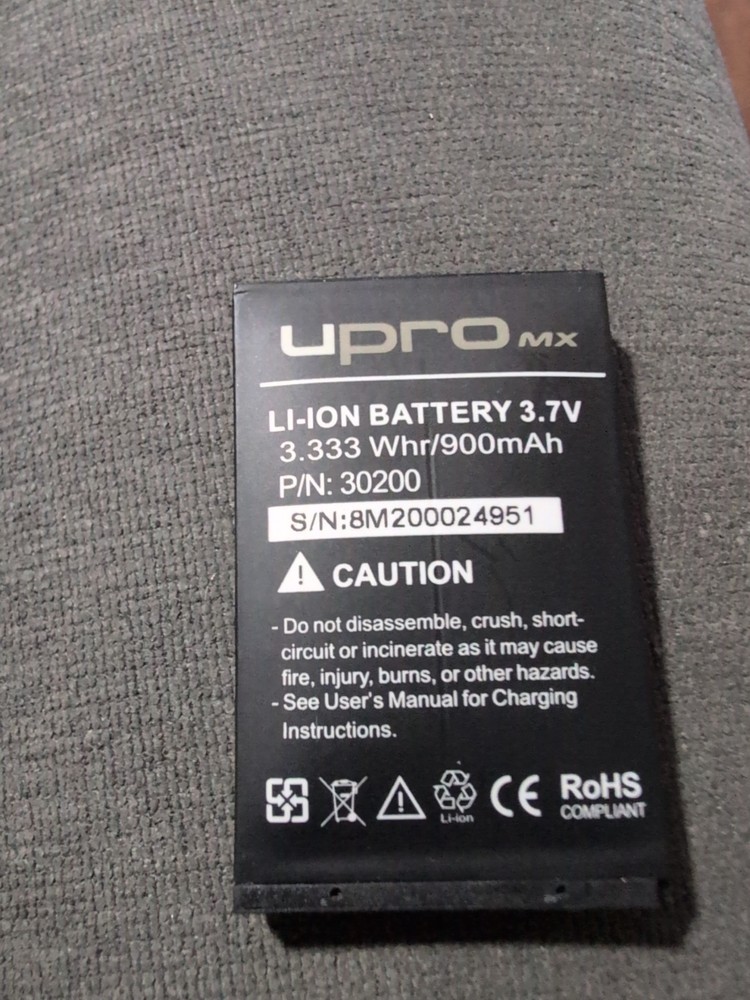 upro MX
LI-ION BATTERY 3.7V
3.333 Whr/900mAh
P/N: 30200
S/N:8M200024951
CAUTION
- Do not disassemble, crush, short-
circuit or incinerate as it may cause
fire, injury, burns, or other hazards.
- See User's Manual for Charging
Instructions.
Li-ion
CE
RoHS
COMPLIANT